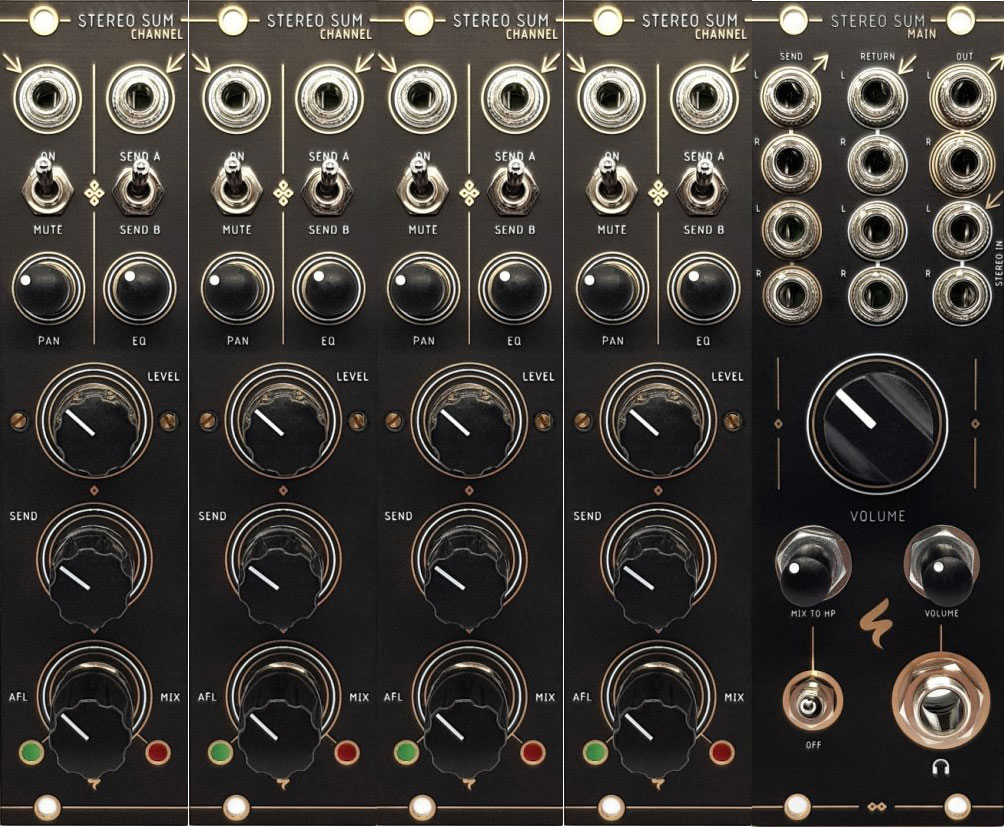 STEREO SUM
CHANNEL
ON
SEND A
MUTE
SEND B
PAN
EQ
LEVEL
SEND
AFL
MIX
STEREO SUM
CHANNEL
ON
SEND A
MUTE
SEND B
PAN
EQ
LEVEL
SEND
AFL
MIX
STEREO SUM
CHANNEL
ON
SEND A
MUTE
SEND B
PAN
EQ
LEVEL
SEND
AFL
MIX
STEREO SUM
CHANNEL
ON
SEND A
MUTE
SEND B
PAN
EQ
LEVEL
SEND
AFL
MIX
STEREO SUM
MAIN
SEND RETURN OUT
L L L
R R R
L L L
R R R
STEREO IN
VOLUME
MIX TO HP
VOLUME
OFF